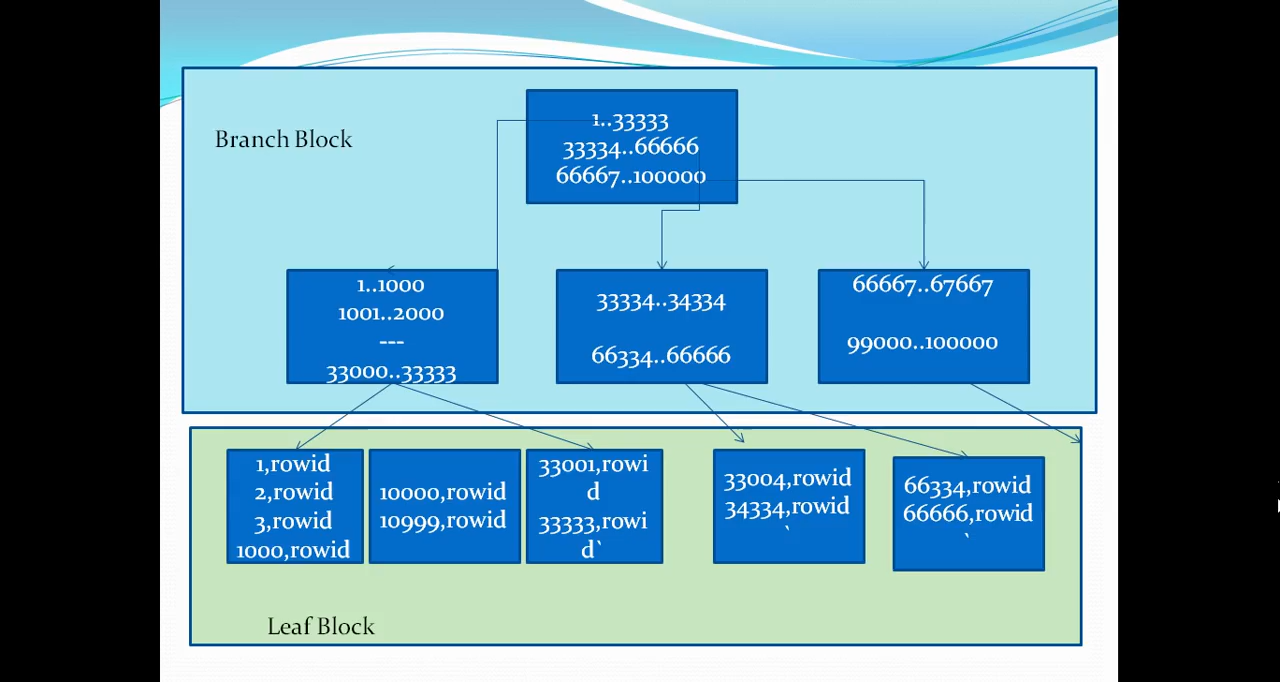 Branch Block
1..33333
33334..66666
66667..100000
1..1000
1001..2000
---
33000..33333
33334..34334
66334..66666
66667..67667
99000..100000
1,rowid
2,rowid
3,rowid
1000,rowid
10000,rowid
10999,rowid
33001,rowi
d
33333,rowi
d`
33004,rowid
34334,rowid
`
66334,rowid
66666,rowid
`
Leaf Block